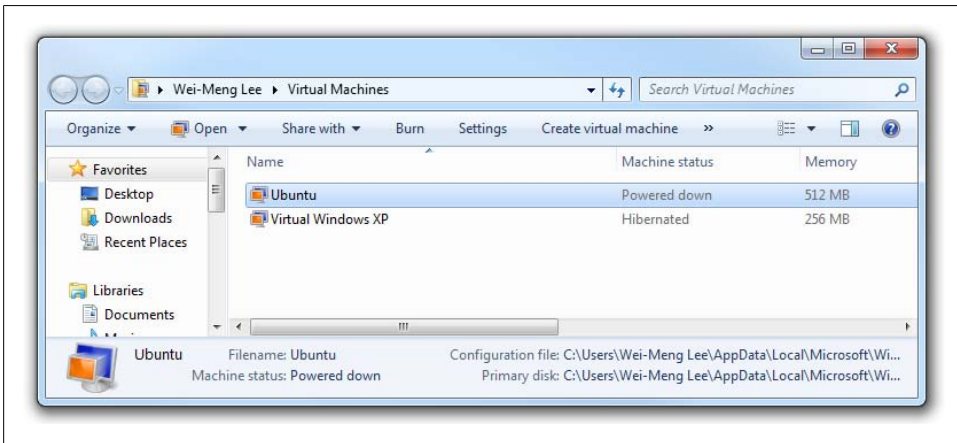 Wei-Meng Lee ▸ Virtual Machines Search Virtual Machines
Organize Open Share with Burn Settings Create virtual machine »
Favorites
Desktop
Downloads
Recent Places
Libraries
Documents
Name Machine status Memory
Ubuntu Powered down 512 MB
Virtual Windows XP Hibernated 256 MB
Ubuntu Filename: Ubuntu Configuration file: C:\Users\Wei-Meng Lee\AppData\Local\Microsoft\Wi...
Machine status: Powered down Primary disk: C:\Users\Wei-Meng Lee\AppData\Local\Microsoft\Wi...